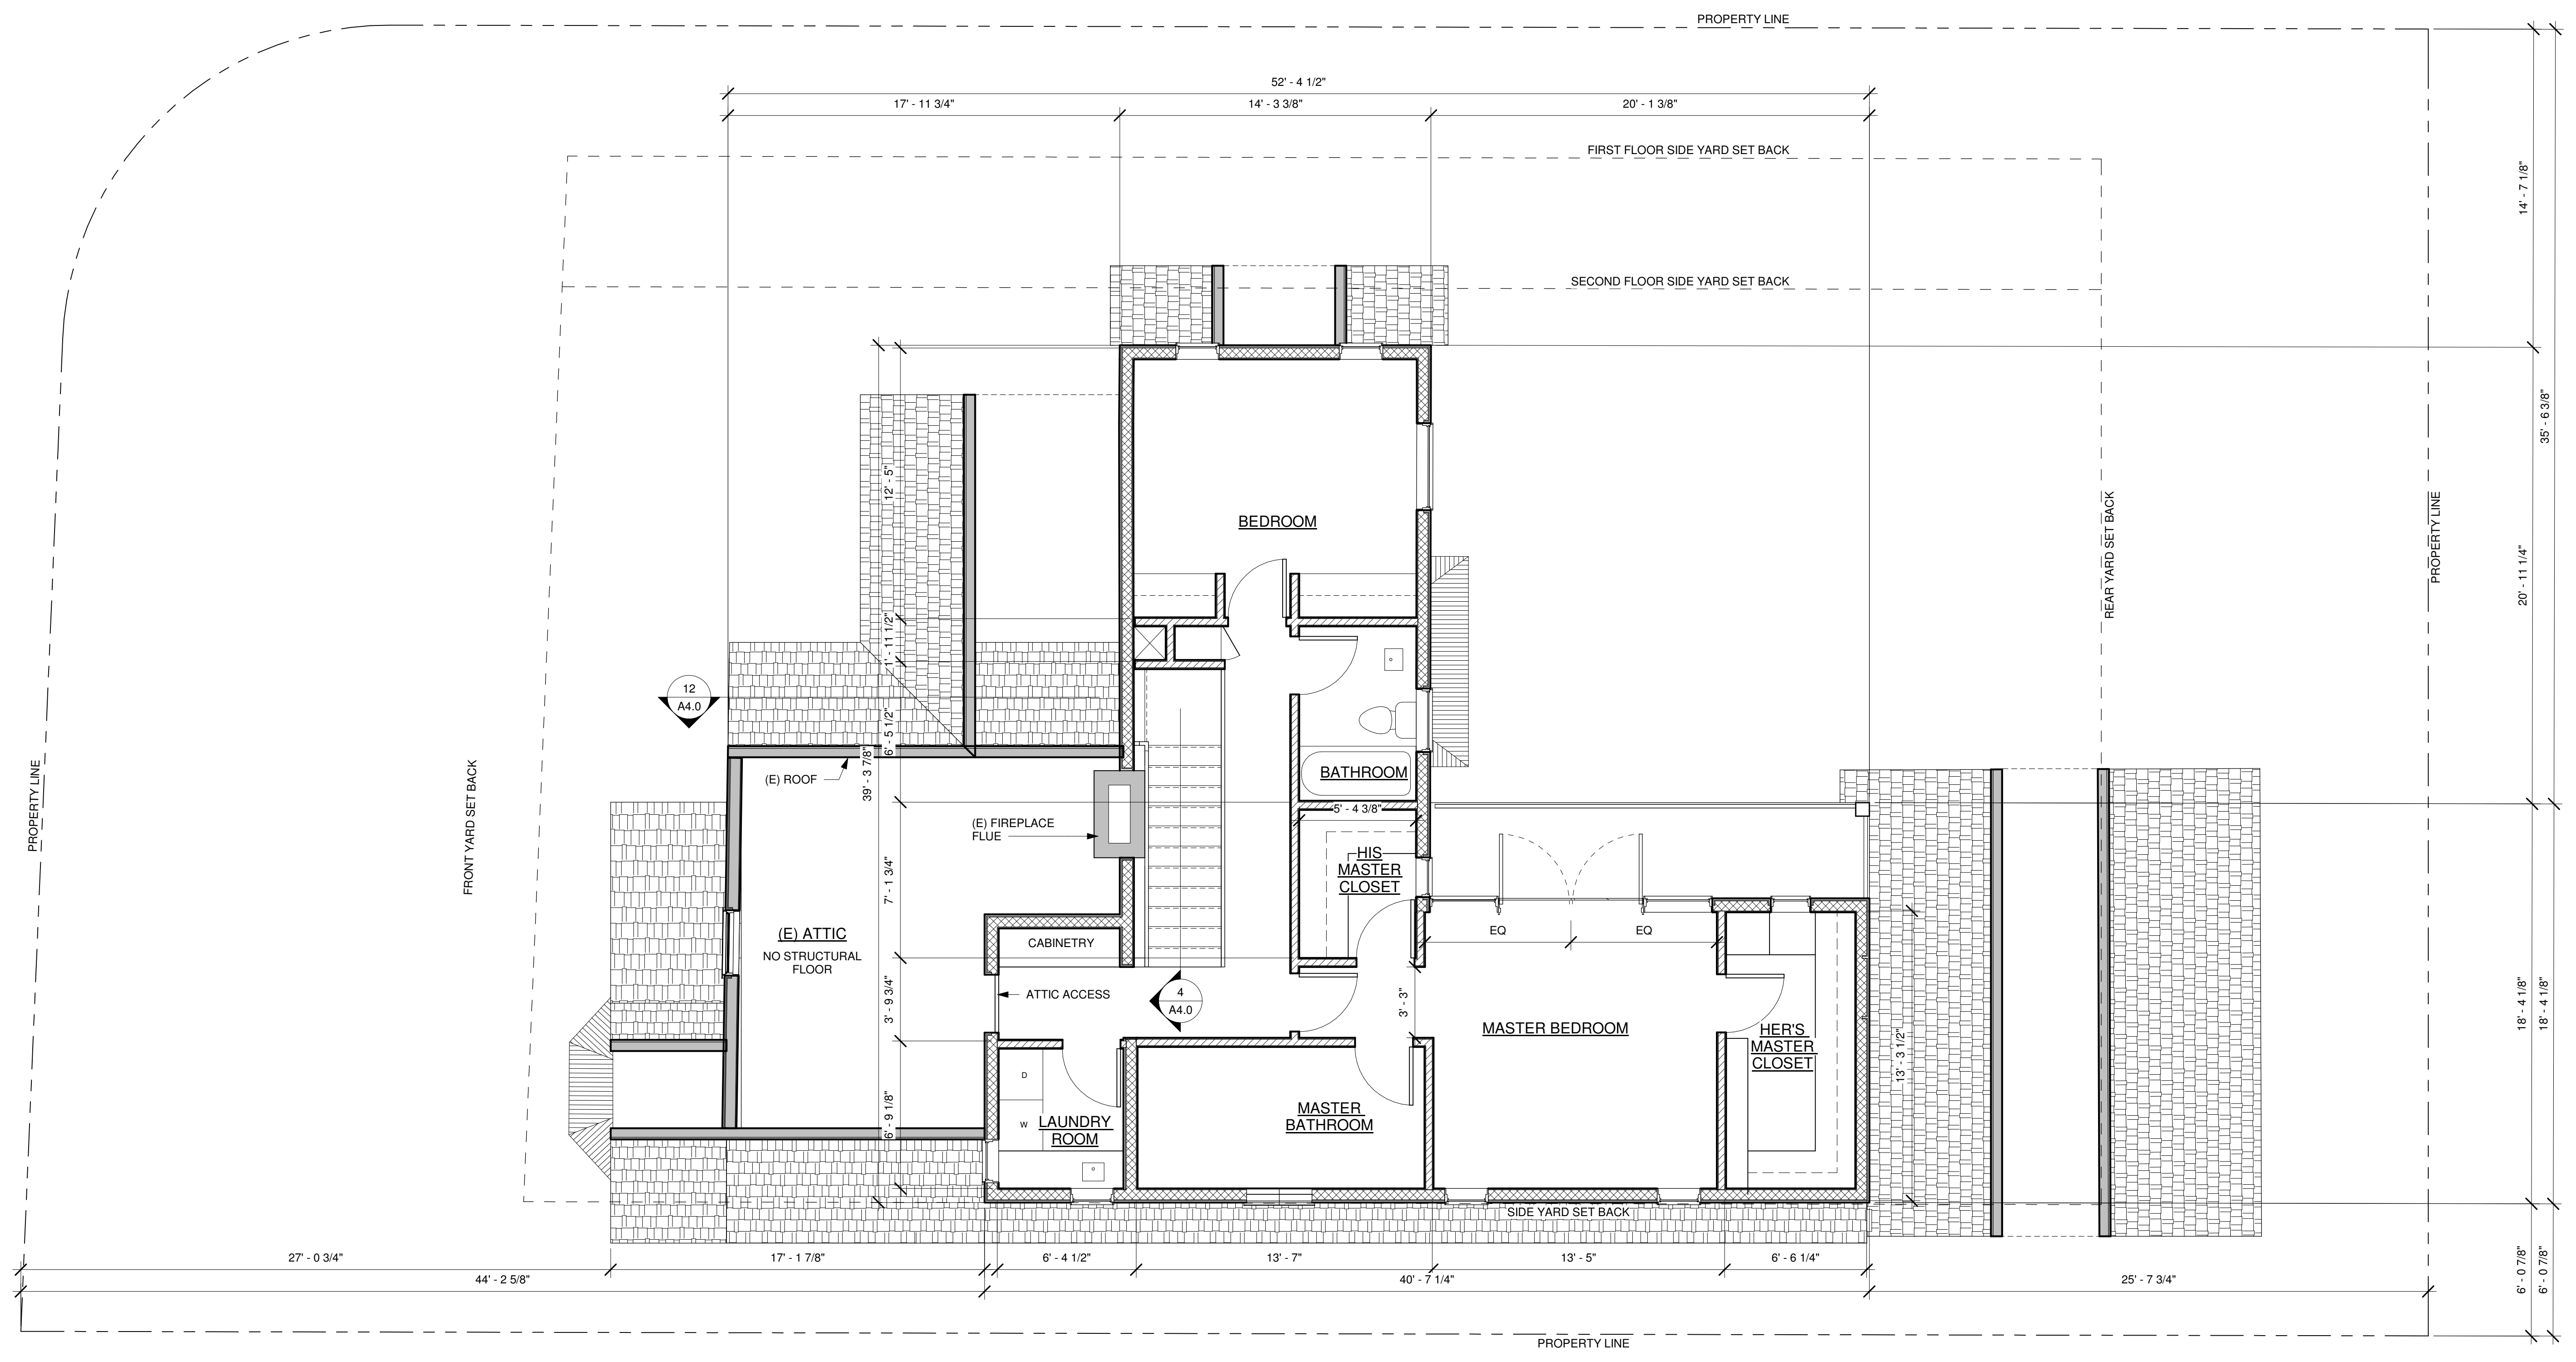 PROPERTY LINE
52' - 4 1/2"
17' - 11 3/4"
14' - 3 3/8"
20' - 1 3/8"
FIRST FLOOR SIDE YARD SET BACK
14' - 7 1/8"
SECOND FLOOR SIDE YARD SET BACK
35' - 6 3/8"
12' - 5"
BEDROOM
REAR YARD SET BACK
PROPERTY LINE
20' - 11 1/4"
1' - 11 1/2"
12
A4.0
6' - 5 1/2"
39' - 3 7/8"
(E) ROOF
BATHROOM
5' - 4 3/8"
PROPERTY LINE
FRONT YARD SET BACK
(E) FIREPLACE
FLUE
HIS
MASTER
CLOSET
7' - 1 3/4"
(E) ATTIC
NO STRUCTURAL
FLOOR
CABINETRY
EQ
EQ
ATTIC ACCESS
4
A4.0
3' - 9 3/4"
3' - 3"
MASTER BEDROOM
HER'S
MASTER
CLOSET
13' - 3 1/2"
18' - 4 1/8"
18' - 4 1/8"
D
W
LAUNDRY
ROOM
MASTER
BATHROOM
6' - 9 1/8"
SIDE YARD SET BACK
27' - 0 3/4"
17' - 1 7/8"
6' - 4 1/2"
13' - 7"
13' - 5"
6' - 6 1/4"
44' - 2 5/8"
40' - 7 1/4"
25' - 7 3/4"
6' - 0 7/8"
6' - 0 7/8"
PROPERTY LINE